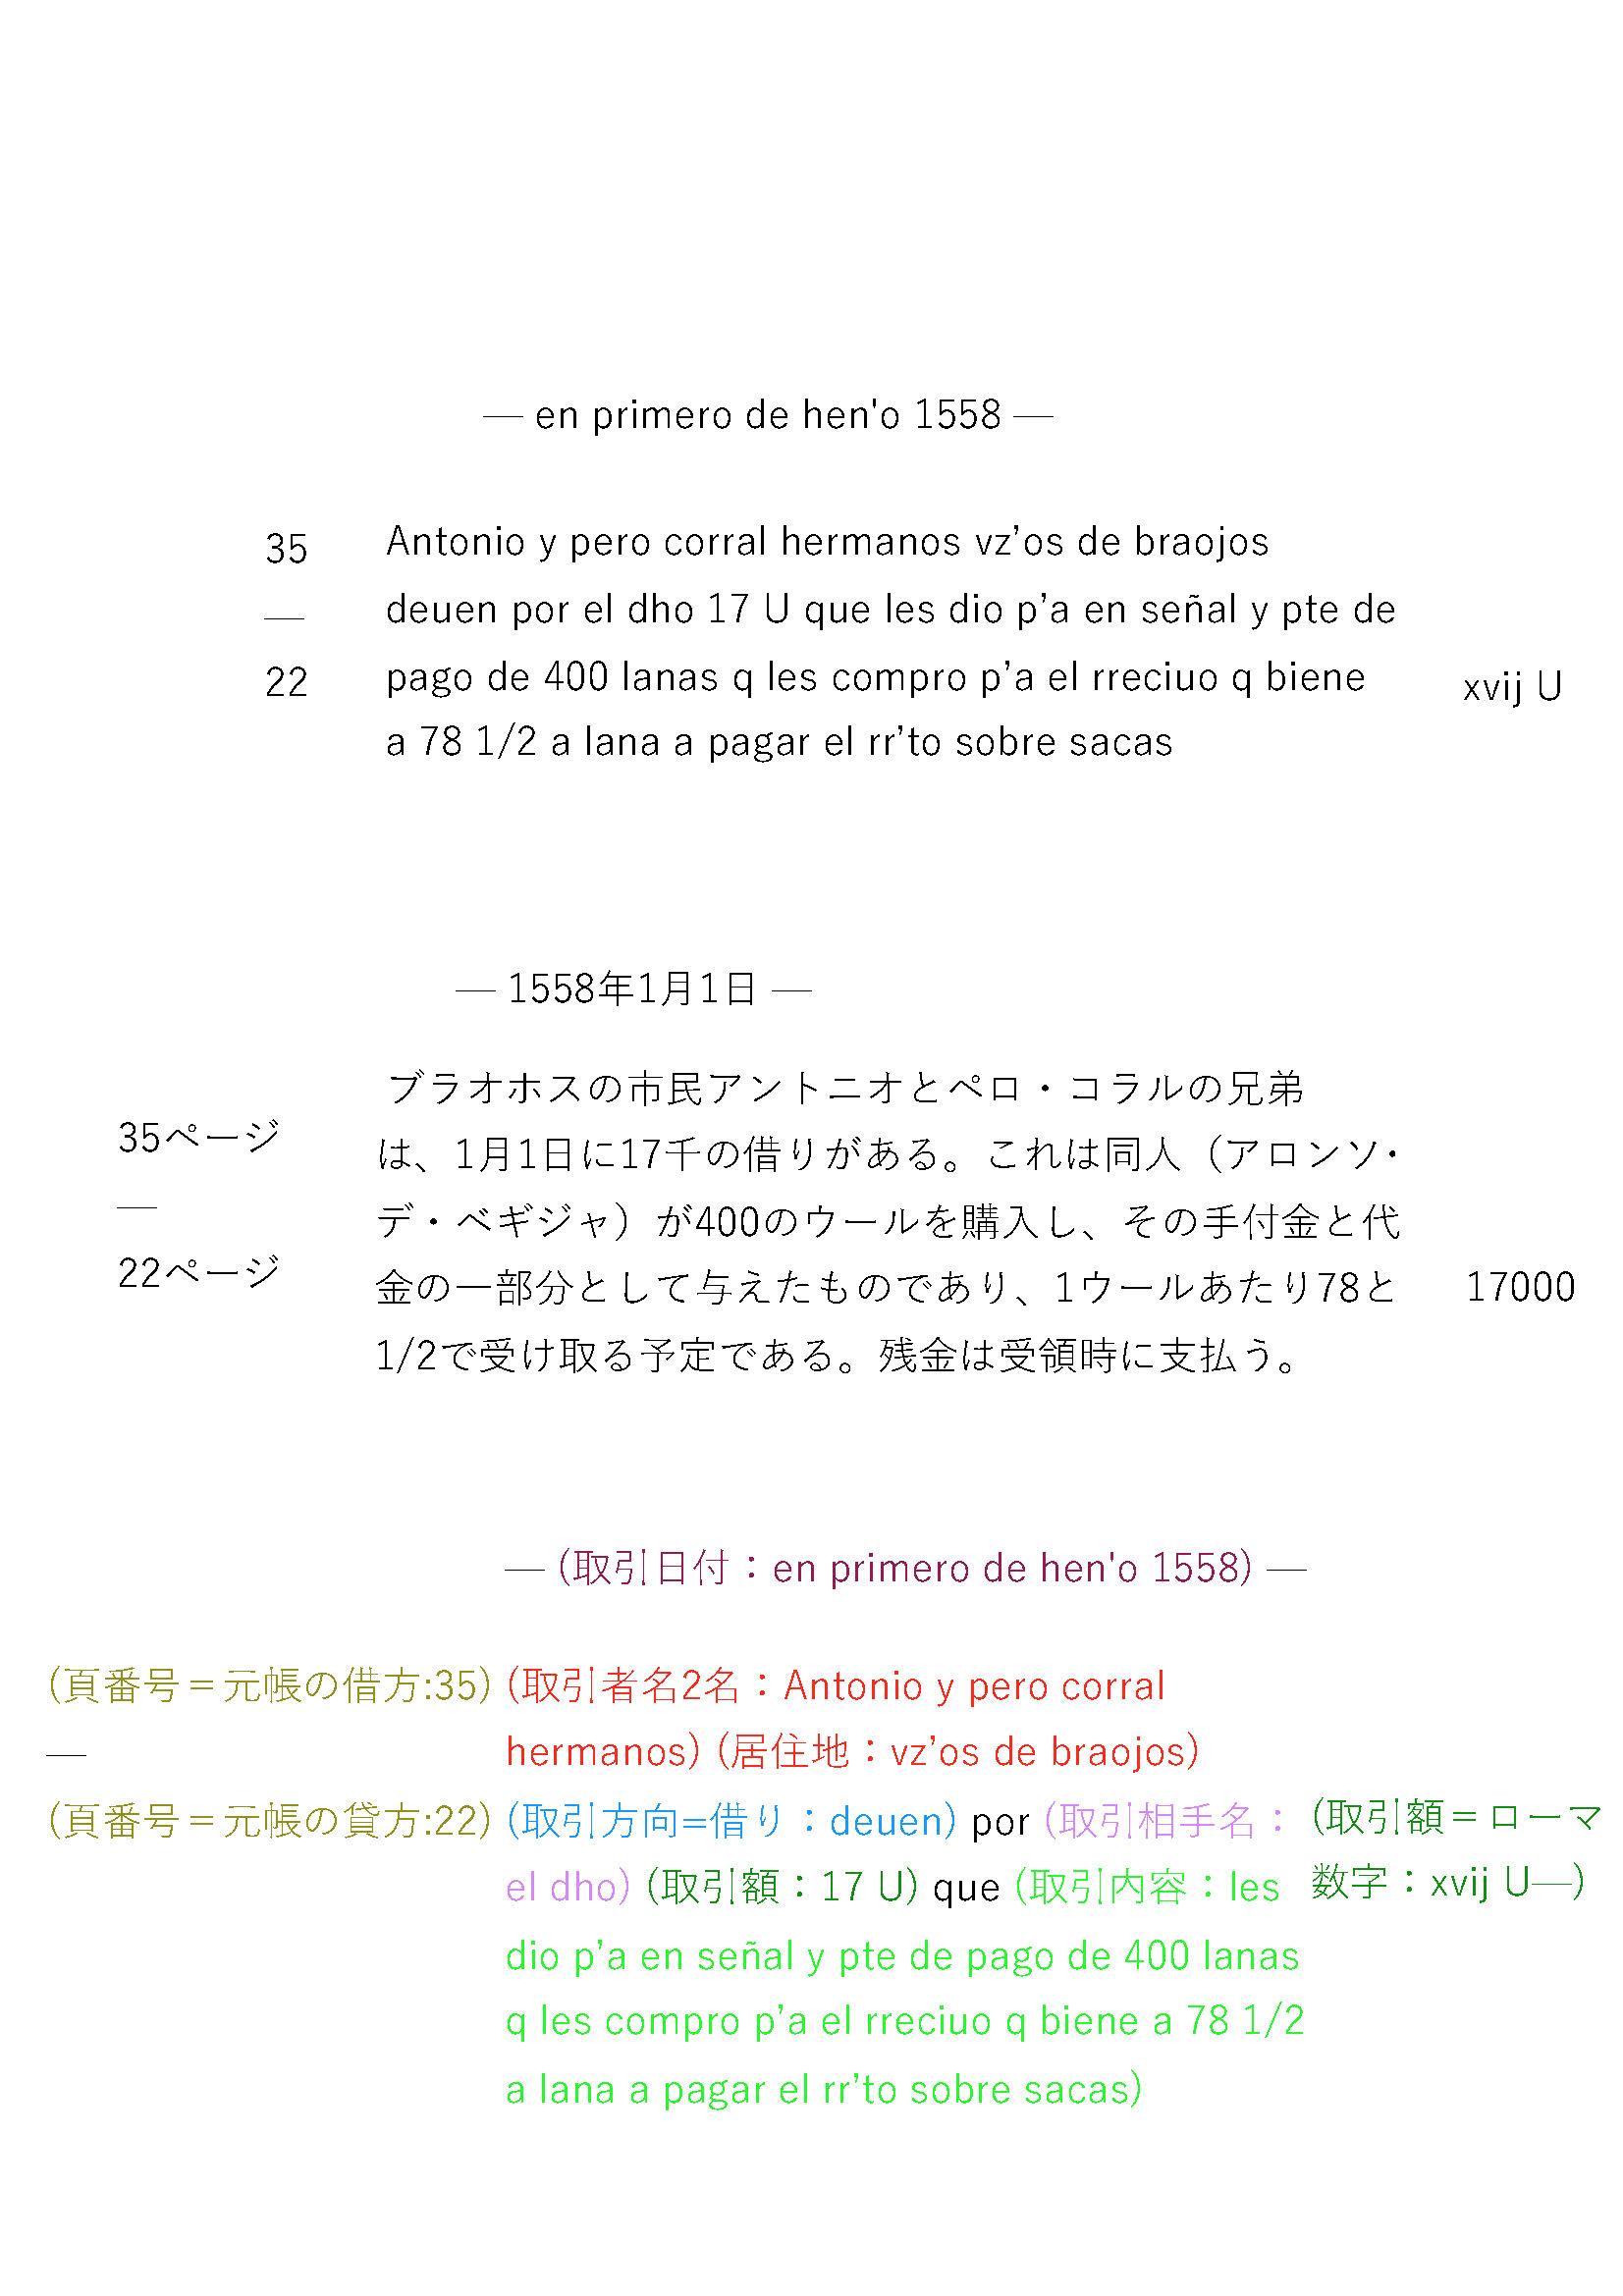 — en primero de hen'o 1558 —
35
Antonio y pero corral hermanos vz’os de braojos
deuen por el dho 17 U que les dio p’a en señal y pte de
—
22
pago de 400 lanas q les compro p’a el rreciuo q biene
xvij U
a 78 1/2 a lana a pagar el rr’to sobre sacas
— 1558年1月1日 —
ブラオホスの市民アントニオとペロ・コラルの兄弟
35ページ
は、1月1日に17千の借りがある。これは同人（アロンソ・
—
デ・ベギジャ）が400のウールを購入し、その手付金と代
22ページ
金の一部分として与えたものであり、1ウールあたり78と
17000
1/2で受け取る予定である。残金は受領時に支払う。
— (取引日付：en primero de hen'o 1558) —
(頁番号＝元帳の借方:35)
(取引者名2名：Antonio y pero corral
—
hermanos) (居住地：vz’os de braojos)
(頁番号＝元帳の貸方:22)
(取引方向=借り：deuen) por (取引相手名：
(取引額＝ローマ
el dho) (取引額：17 U) que (取引内容：les
数字：xvij U—)
dio p’a en señal y pte de pago de 400 lanas
q les compro p’a el rreciuo q biene a 78 1/2
a lana a pagar el rr’to sobre sacas)